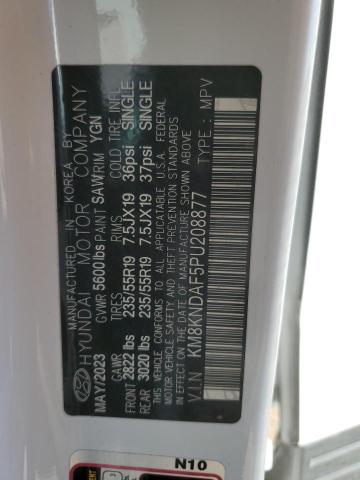 MANUFACTURED IN KOREA BY
HYUNDAI MOTOR COMPANY
MAY/2023 GVWR 5600 lbs PAINT SAW TRIM YGN
GAWR TIRES RIMS COLD TIRE INFL
FRONT 2822 lbs 235/55R19 7.5JX19 36psi SINGLE
REAR 3020 lbs 235/55R19 7.5JX19 37psi SINGLE
THIS VEHICLE CONFORMS TO ALL APPLICABLE U.S.A FEDERAL
MOTOR VEHICLE SAFETY AND THEFT PREVENTION STANDARDS
IN EFFECT ON THE DATE OF MANUFACTURE SHOWN ABOVE
V.I.N : KM8KNDAF5PU208877 TYPE : MPV
N10